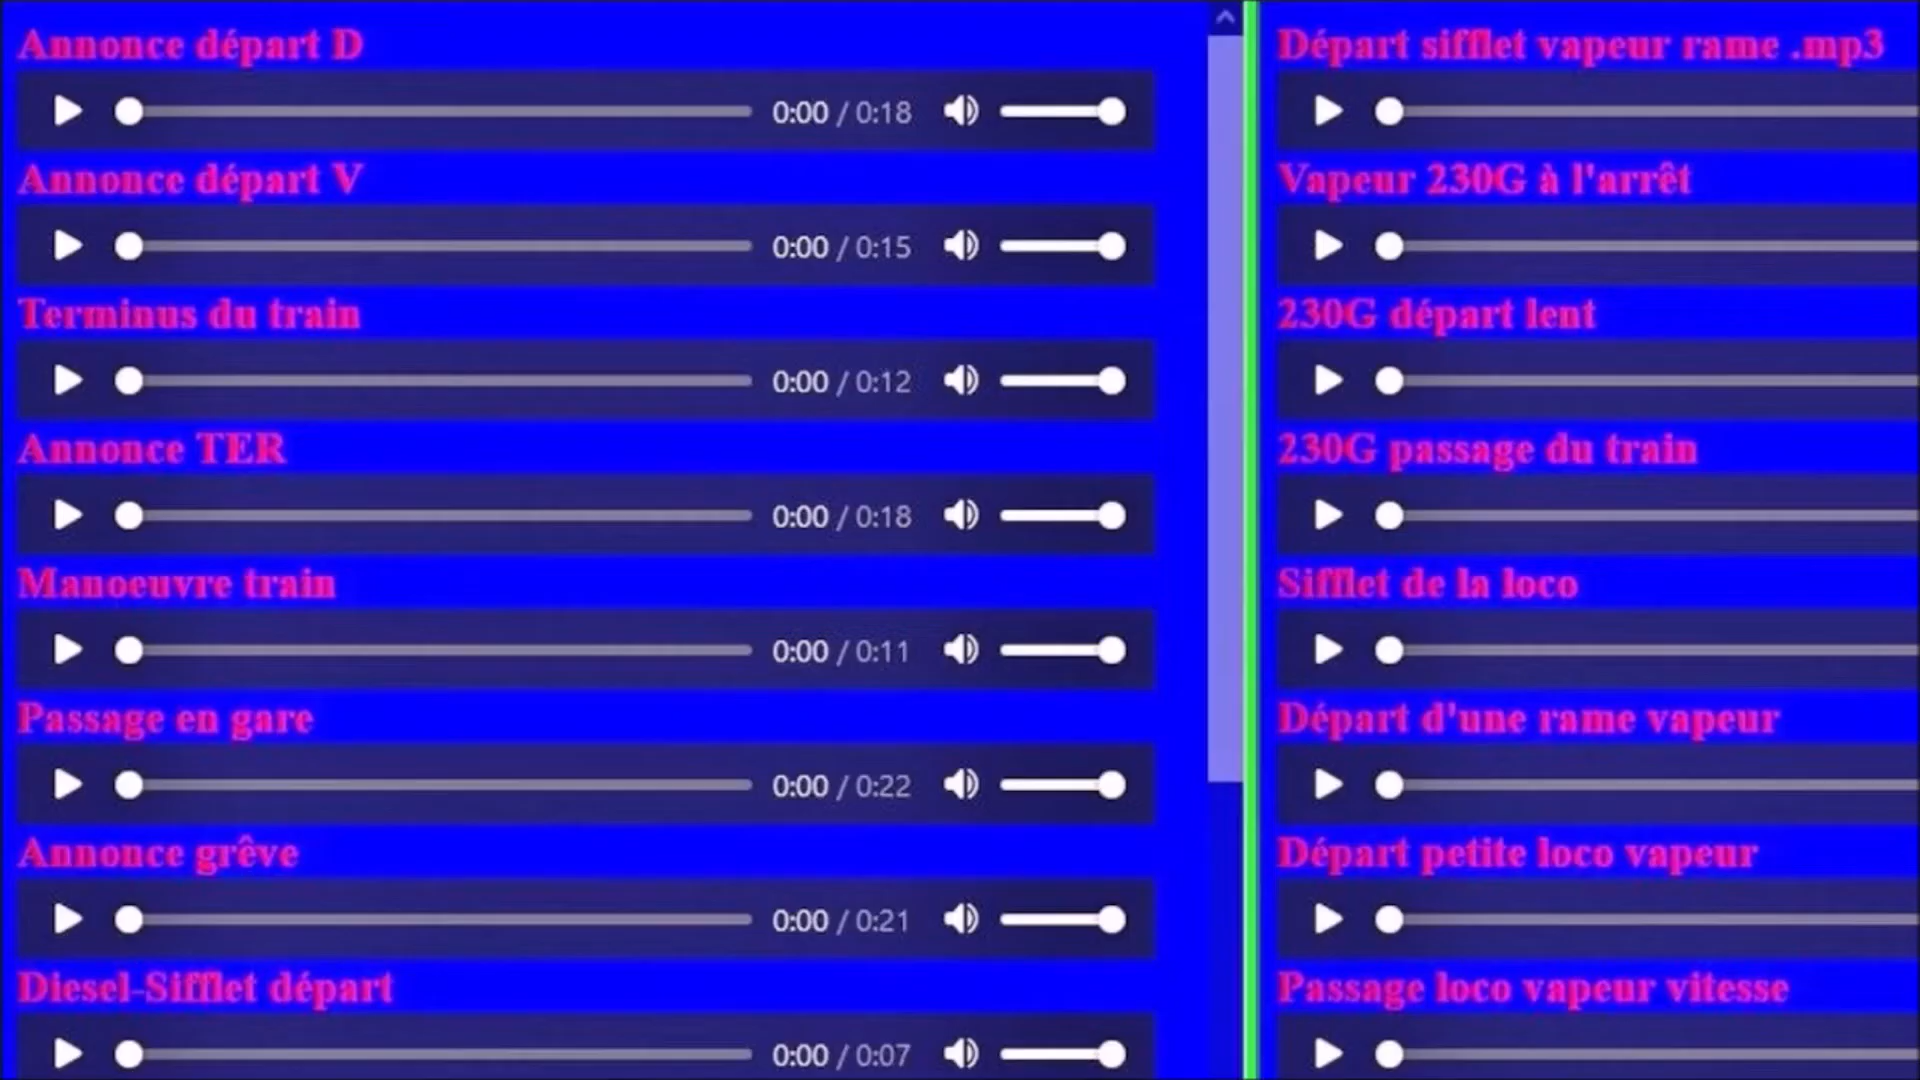 Annonce départ D
0:00 / 0:18
Annonce départ V
0:00 / 0:15
Terminus du train
0:00 / 0:12
Annonce TER
0:00 / 0:18
Manoeuvre train
0:00 / 0:11
Passage en gare
0:00 / 0:22
Annonce grêve
0:00 / 0:21
Diesel-Sifflet départ
0:00 / 0:07
Départ sifflet vapeur rame .mp3
Vapeur 230G à l'arrêt
230G départ lent
230G passage du train
Sifflet de la loco
Départ d'une rame vapeur
Départ petite loco vapeur
Passage loco vapeur vitesse